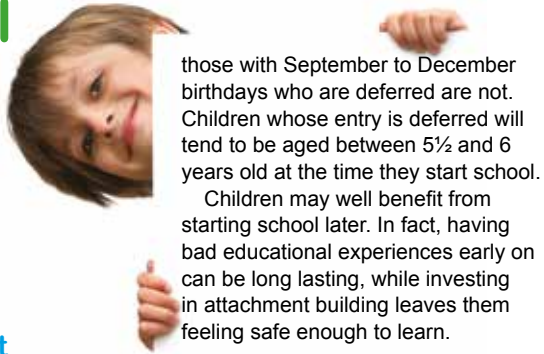 those with September to December
birthdays who are deferred are not.
Children whose entry is deferred will
tend to be aged between 5½ and 6
years old at the time they start school.
Children may well benefit from
starting school later. In fact, having
bad educational experiences early on
can be long lasting, while investing
in attachment building leaves them
feeling safe enough to learn.
t